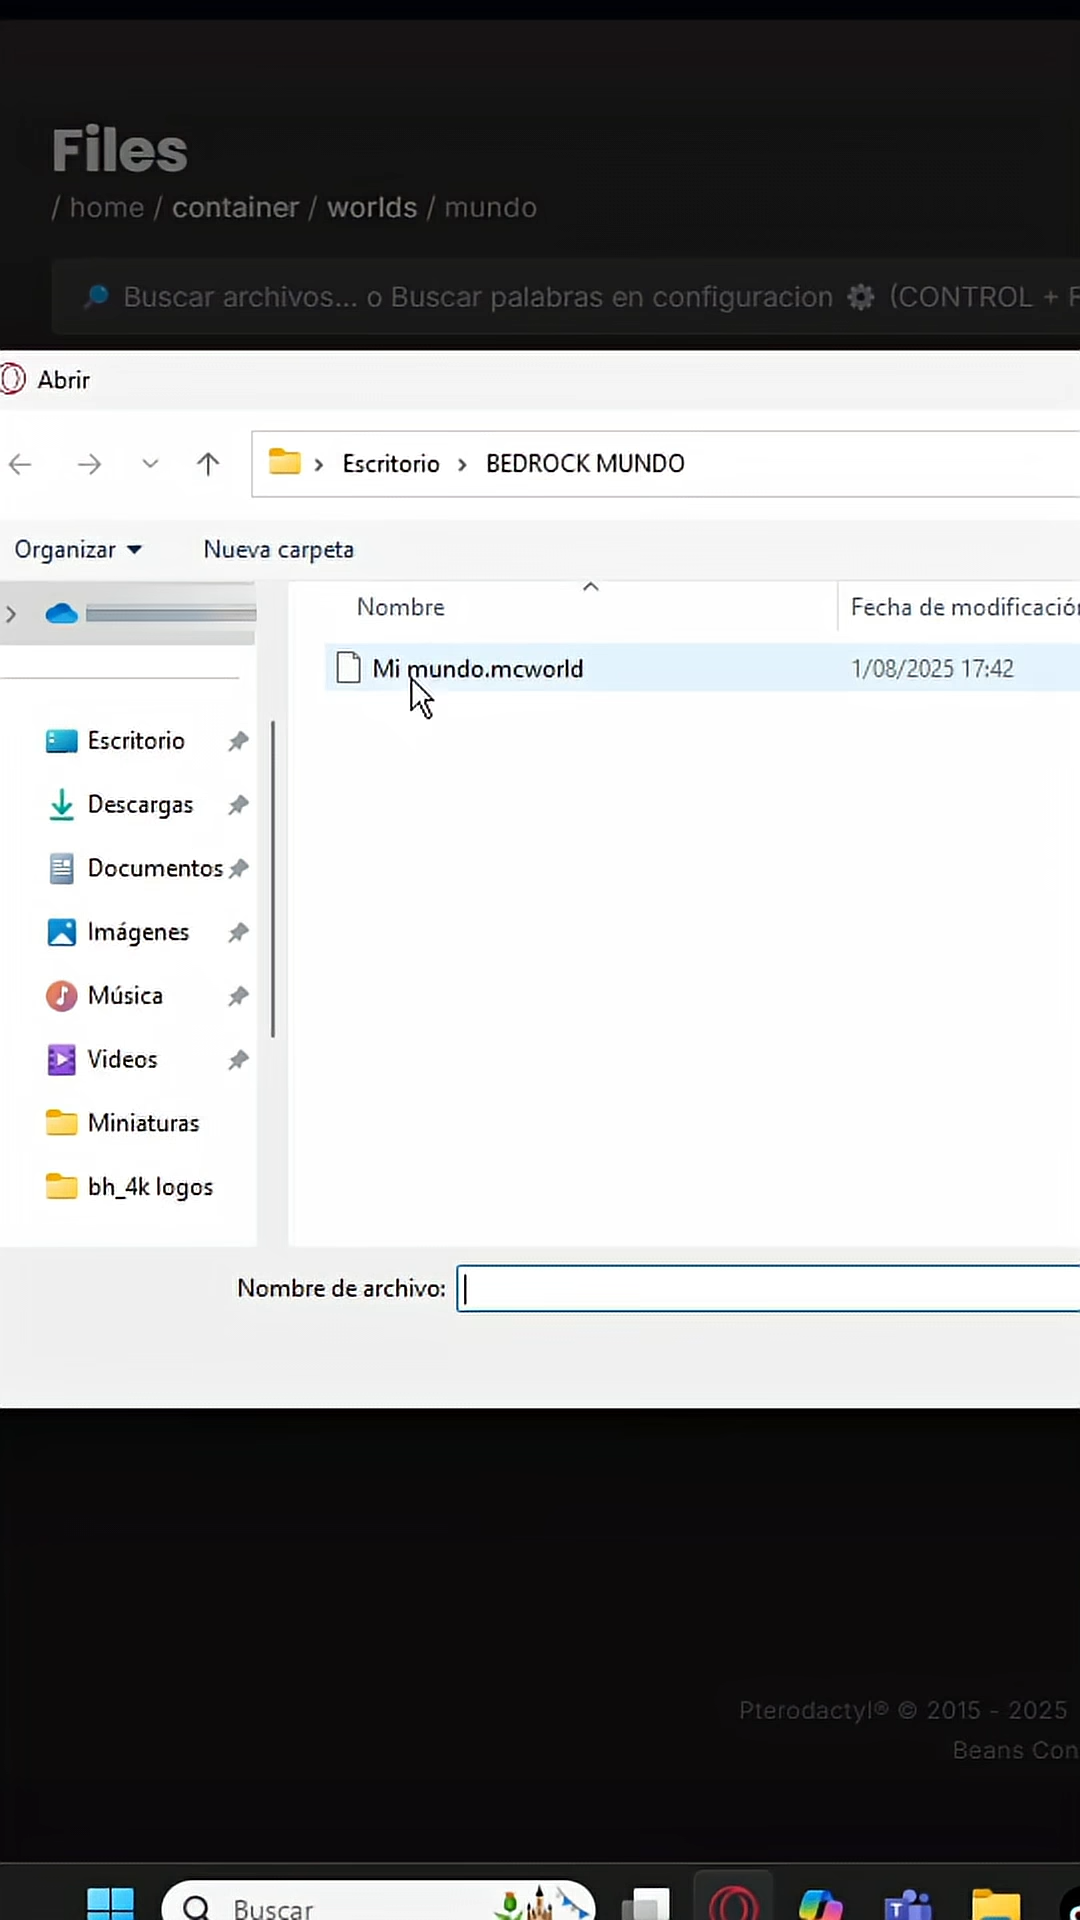 Files
/ home / container / worlds / mundo
Buscar archivos... o Buscar palabras en configuracion (CONTROL + F
Abrir
Escritorio > BEDROCK MUNDO
Organizar
Nueva carpeta
Nombre
Fecha de modificación
Mi mundo.mcworld
1/08/2025 17:42
Escritorio
Descargas
Documentos
Imágenes
Música
Videos
Miniaturas
bh_4k logos
Nombre de archivo:
Pterodactyl® © 2015 - 2025
Beans Con
Buscar